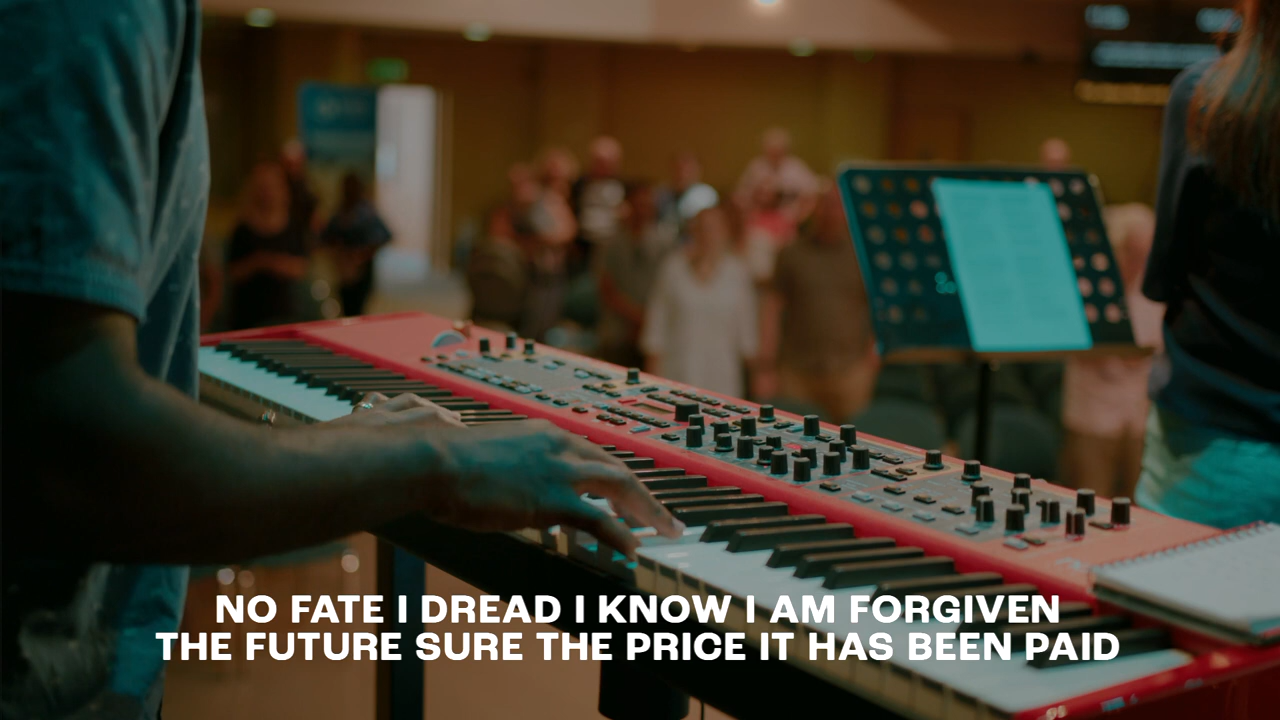 NO FATE I DREAD I KNOW I AM FORGIVEN
THE FUTURE SURE THE PRICE IT HAS BEEN PAID